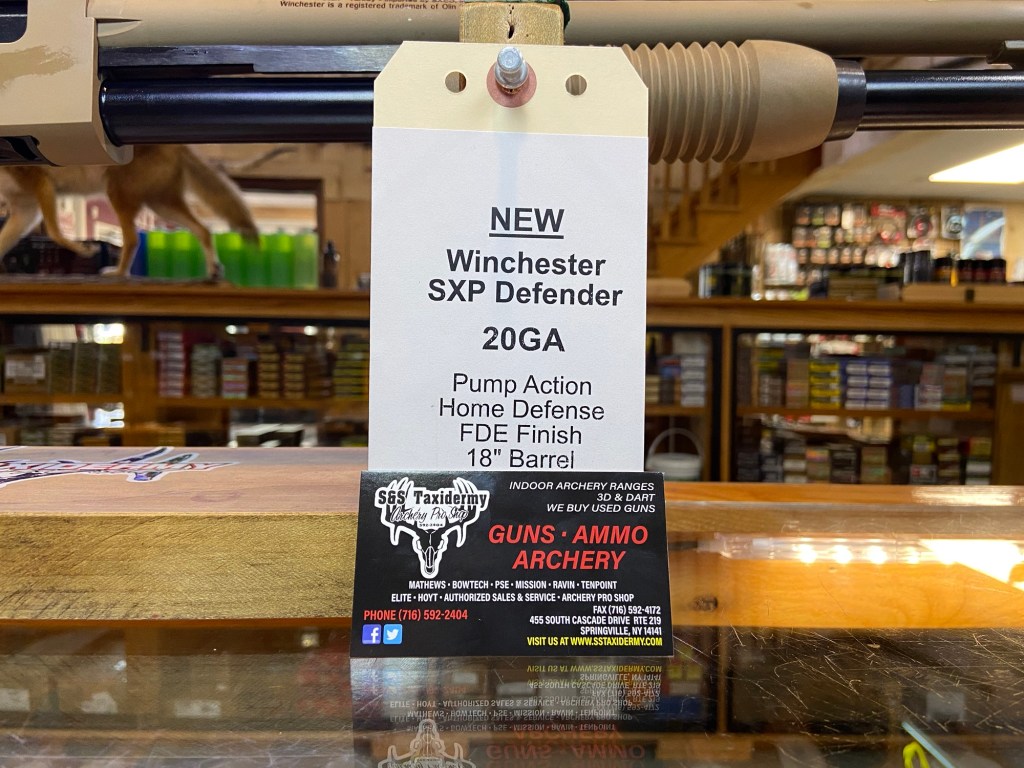 Winchester is a registered trademark of Olin
NEW
Winchester
SXP Defender
20GA
Pump Action
Home Defense
FDE Finish
18" Barrel
S&S Taxidermy
Archery Pro Shop
592-2404
INDOOR ARCHERY RANGES
3D & DART
WE BUY USED GUNS
GUNS · AMMO
ARCHERY
MATHEWS · BOWTECH · PSE · MISSION · RAVIN · TENPOINT
ELITE · HOYT · AUTHORIZED SALES & SERVICE · ARCHERY PRO SHOP
PHONE (716) 592-2404
FAX (716) 592-4172
455 SOUTH CASCADE DRIVE RTE 219
SPRINGVILLE, NY 14141
VISIT US AT WWW.SSTAXIDERMY.COM